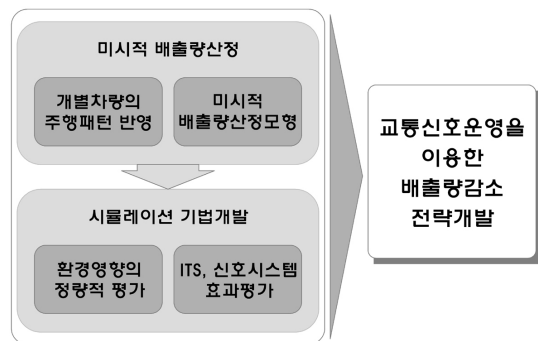 미시적 배출량산정
개별차량의
주행패턴 반영
미시적
배출량산정모형
시뮬레이션 기법개발
환경영향의
정량적 평가
ITS, 신호시스템
효과평가
교통신호운영을
이용한
배출량감소
전략개발